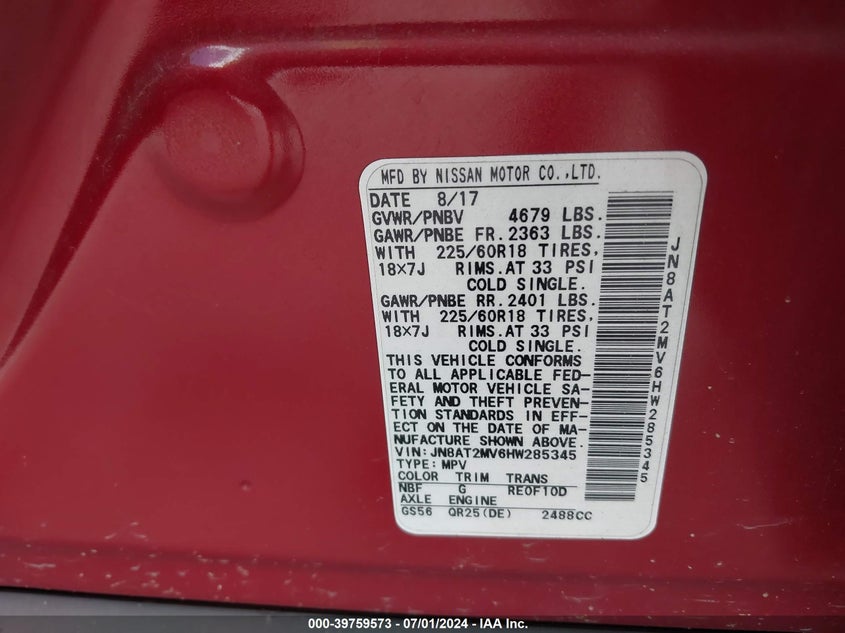 MFD BY NISSAN MOTOR CO.,LTD.
DATE 8/17
GVWR/PNBV 4679 LBS.
GAWR/PNBE FR. 2363 LBS.
WITH 225/60R18 TIRES,
18×7J RIMS.AT 33 PSI
COLD SINGLE.
GAWR/PNBE RR. 2401 LBS.
WITH 225/60R18 TIRES,
18×7J RIMS.AT 33 PSI
COLD SINGLE.
THIS VEHICLE CONFORMS
TO ALL APPLICABLE FED-
ERAL MOTOR VEHICLE SA-
FETY AND THEFT PREVEN-
TION STANDARDS IN EFF-
ECT ON THE DATE OF MA-
NUFACTURE SHOWN ABOVE.
VIN:JN8AT2MV6HW285345
TYPE:MPV
COLOR TRIM TRANS
NBF G RE0F10D
AXLE ENGINE
GS56 QR25(DE) 2488CC
JN8AT2MV6HW285345
000-39759573 - 07/01/2024 - IAA Inc.